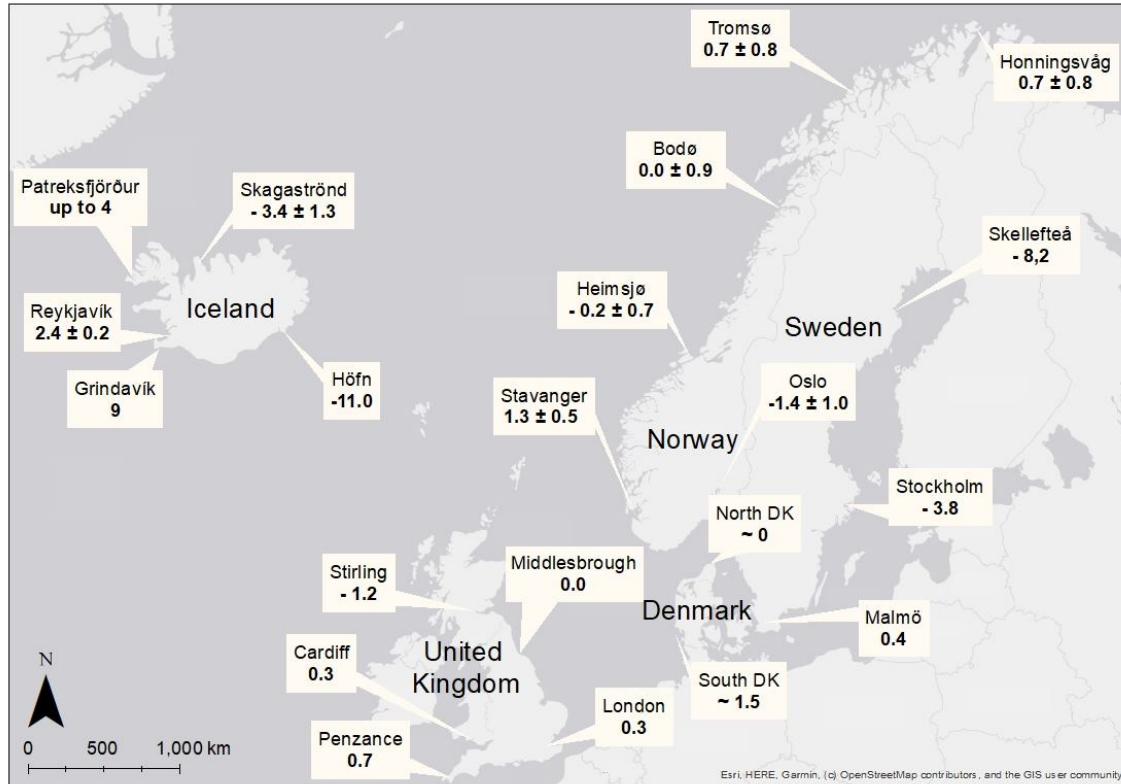 Tromsø
0.7 ± 0.8
Honningsvåg
0.7 ± 0.8
Bodø
0.0 ± 0.9
Patreksfjörður
up to 4
Skagaströnd
- 3.4 ± 1.3
Skellefteå
- 8,2
Heimsjø
- 0.2 ± 0.7
Reykjavík
2.4 ± 0.2
Iceland
Sweden
Grindavík
9
Höfn
-11.0
Oslo
-1.4 ± 1.0
Stavanger
1.3 ± 0.5
Norway
Stockholm
- 3.8
North DK
~ 0
Middlesbrough
0.0
Stirling
- 1.2
Denmark
Malmö
0.4
Cardiff
0.3
United
Kingdom
South DK
~ 1.5
London
0.3
Penzance
0.7
N
0 500 1,000 km
Esri, HERE, Garmin, (c) OpenStreetMap contributors, and the GIS user community